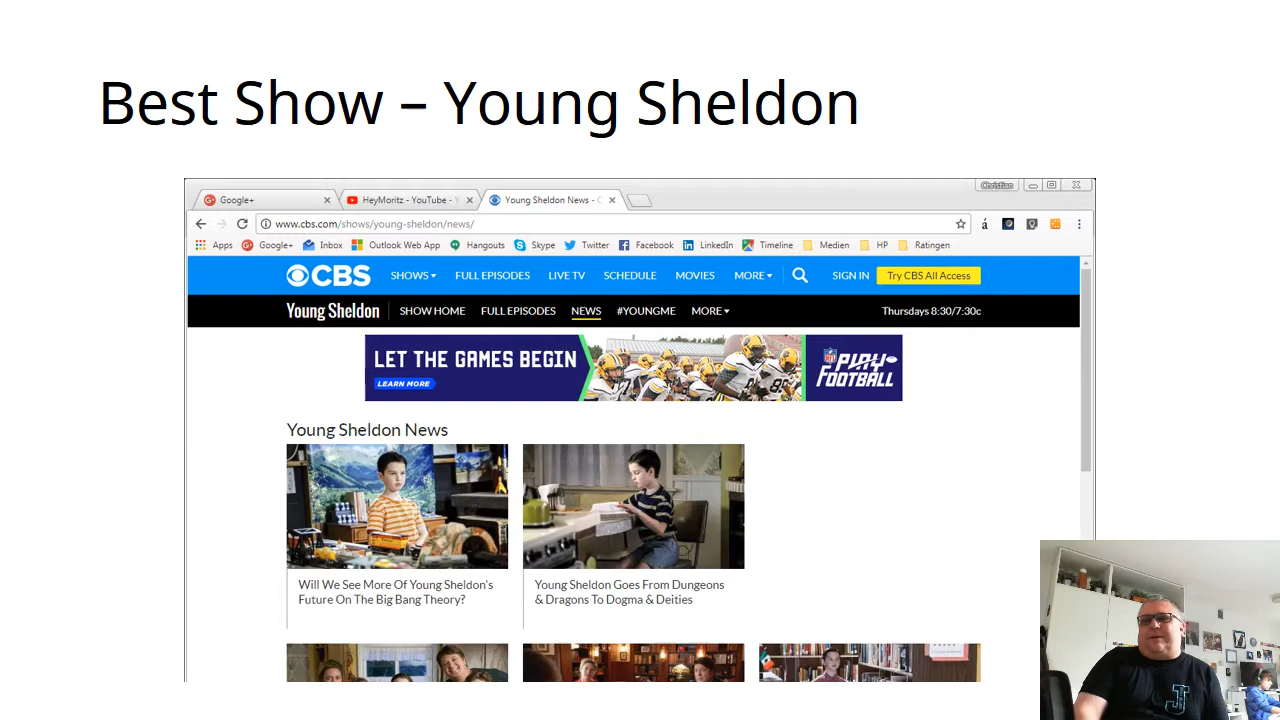 Best Show – Young Sheldon
Christian
Google+
HeyMoritz - YouTube -
Young Sheldon News - C
www.cbs.com/shows/young-sheldon/news/
á
Apps Google+ Inbox Outlook Web App Hangouts Skype Twitter Facebook LinkedIn Timeline Medien HP Ratingen
CBS SHOWS FULL EPISODES LIVE TV SCHEDULE MOVIES MORE SIGN IN Try CBS All Access
Young Sheldon SHOW HOME FULL EPISODES NEWS #YOUNGME MORE Thursdays 8:30/7:30c
LET THE GAMES BEGIN
LEARN MORE
NFL
PLAY
FOOTBALL
Young Sheldon News
Will We See More Of Young Sheldon's
Future On The Big Bang Theory?
Young Sheldon Goes From Dungeons
& Dragons To Dogma & Deities
J